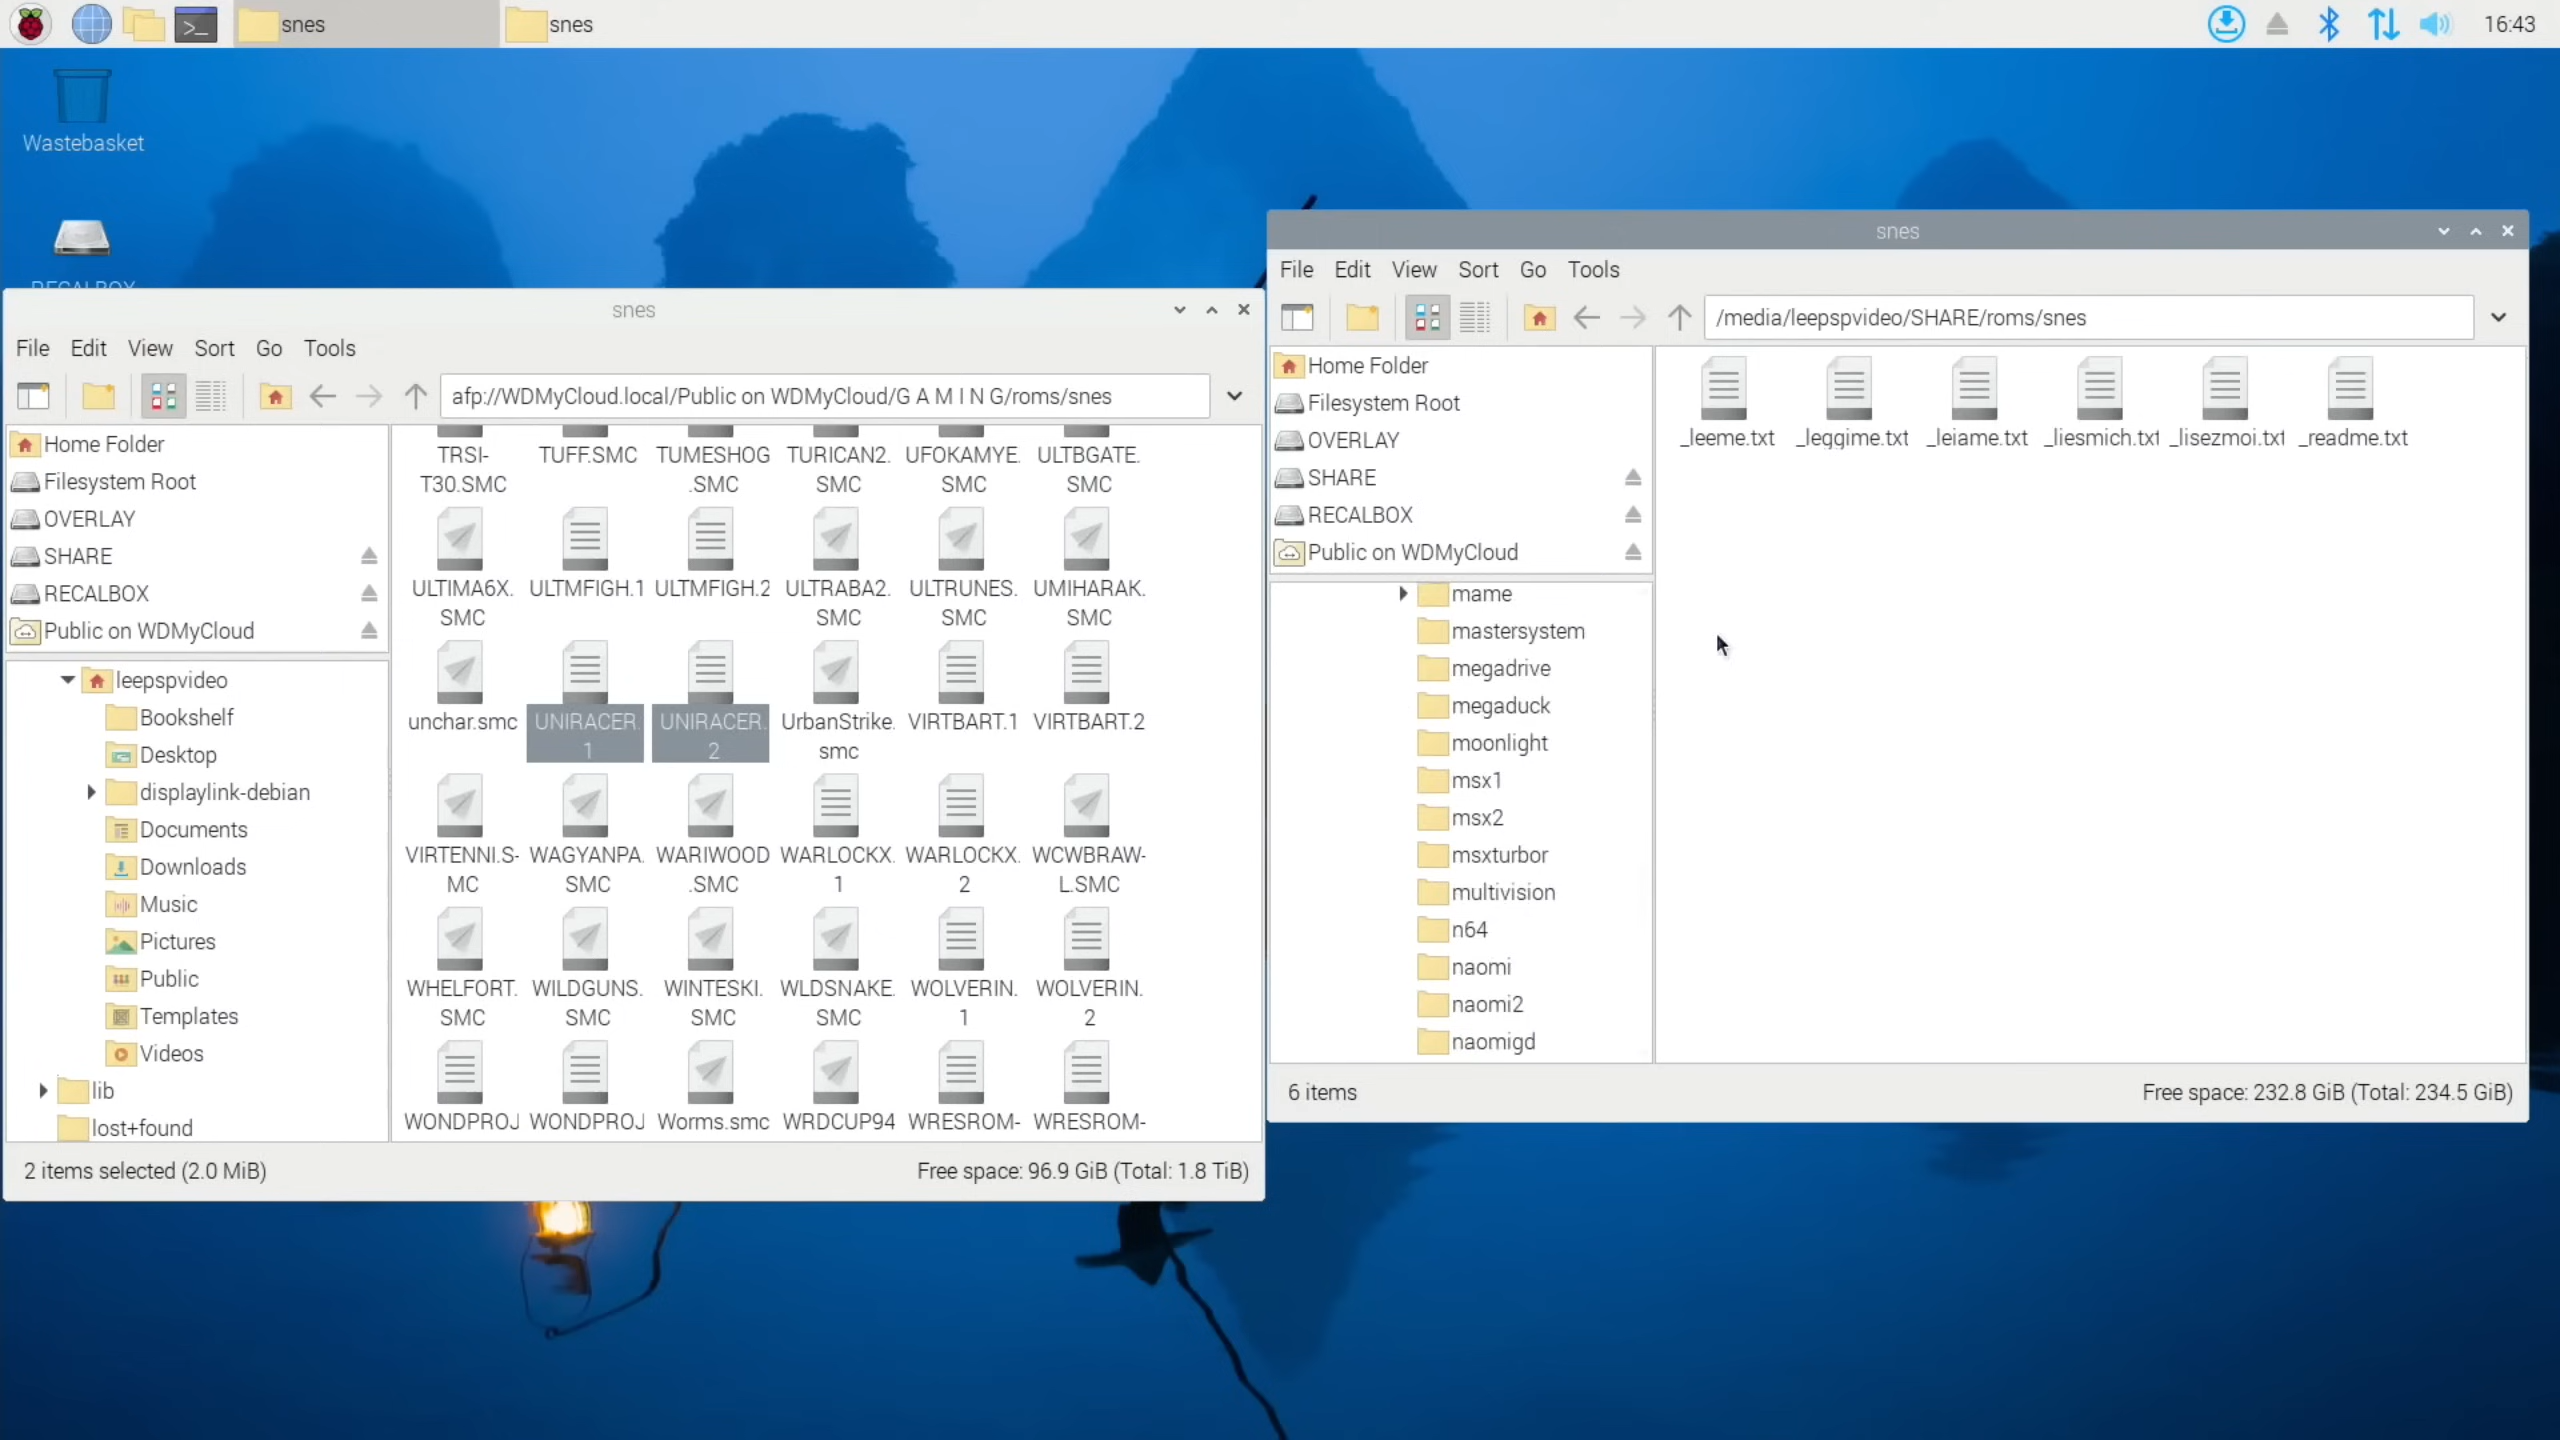 snes
snes
16:43
Wastebasket
RECALBOX
snes
File Edit View Sort Go Tools
afp://WDMyCloud.local/Public on WDMyCloud/G A M I N G/roms/snes
Home Folder
Filesystem Root
OVERLAY
SHARE
RECALBOX
Public on WDMyCloud
leepspvideo
Bookshelf
Desktop
displaylink-debian
Documents
Downloads
Music
Pictures
Public
Templates
Videos
lib
lost+found
TRSI- TUFF.SMC TUMESHOG TURICAN2. UFOKAMYE. ULTBGATE.
T30.SMC .SMC SMC SMC SMC
ULTIMA6X. ULTMFIGH.1 ULTMFIGH.2 ULTRABA2. ULTRUNES. UMIHARAK.
SMC SMC SMC SMC
unchar.smc UNIRACER. UNIRACER. UrbanStrike. VIRTBART.1 VIRTBART.2
1 2 smc
VIRTENNI.S- WAGYANPA. WARIWOOD WARLOCKX. WARLOCKX. WCWBRAW-
MC SMC .SMC 1 2 L.SMC
WHELFORT. WILDGUNS. WINTESKI. WLDSNAKE. WOLVERIN. WOLVERIN.
SMC SMC SMC SMC 1 2
WONDPROJ WONDPROJ Worms.smc WRDCUP94 WRESROM- WRESROM-
2 items selected (2.0 MiB)
Free space: 96.9 GiB (Total: 1.8 TiB)
snes
File Edit View Sort Go Tools
/media/leepspvideo/SHARE/roms/snes
Home Folder
Filesystem Root
OVERLAY
SHARE
RECALBOX
Public on WDMyCloud
mame
mastersystem
megadrive
megaduck
moonlight
msx1
msx2
msxturbor
multivision
n64
naomi
naomi2
naomigd
_leeme.txt _leggime.txt _leiame.txt _liesmich.txt _lisezmoi.txt _readme.txt
6 items
Free space: 232.8 GiB (Total: 234.5 GiB)